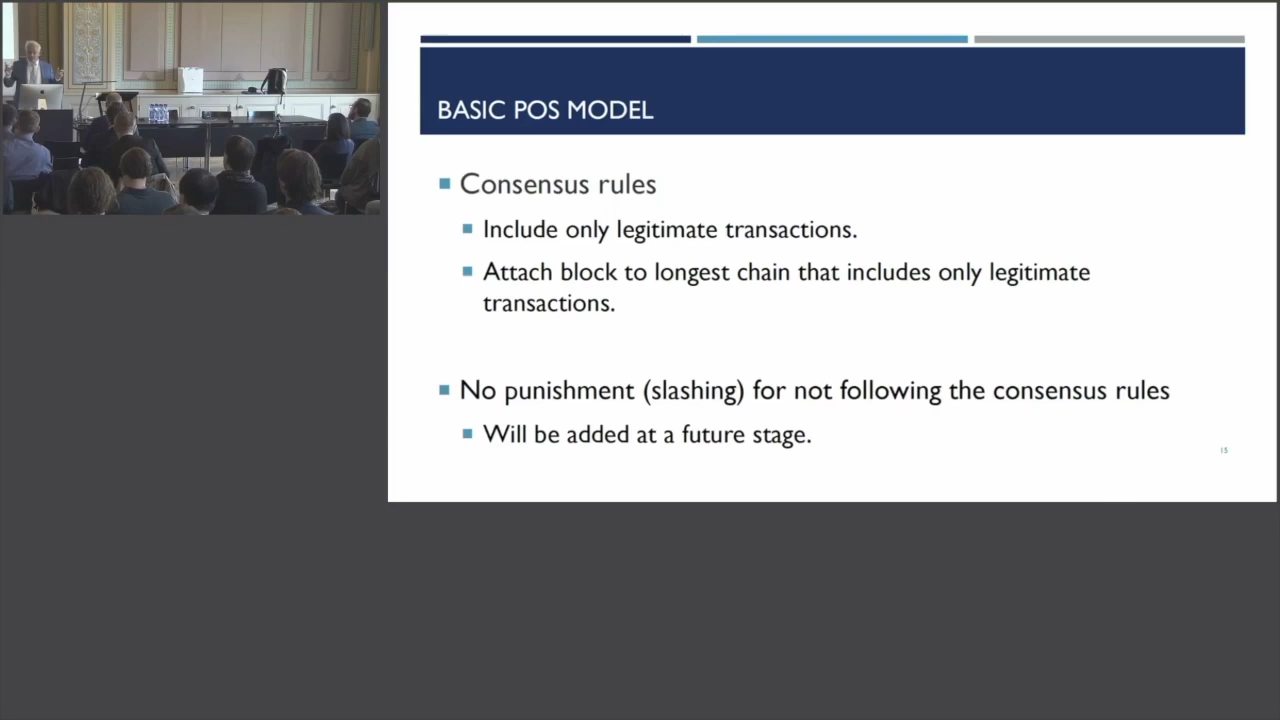 BASIC POS MODEL
Consensus rules
Include only legitimate transactions.
Attach block to longest chain that includes only legitimate
transactions.
No punishment (slashing) for not following the consensus rules
Will be added at a future stage.
15